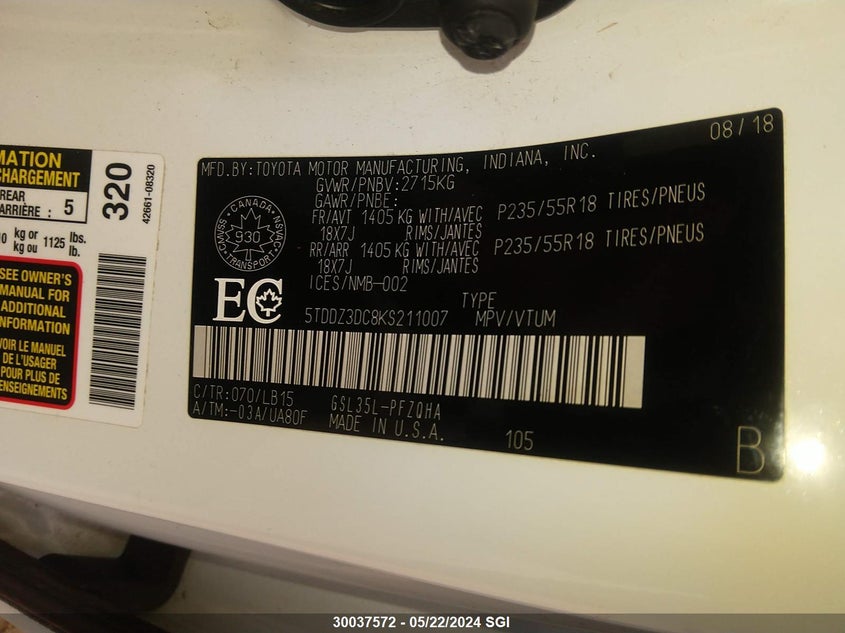 MATION
CHARGEMENT
REAR
ARRIÈRE : 5
kg or
kg ou 1125 lbs.
lb.
320
42661-08320
SEE OWNER'S
MANUAL FOR
ADDITIONAL
INFORMATION
VOIR LE MANUEL
DE L'USAGER
POUR PLUS DE
RENSEIGNEMENTS
08/18
MFD.BY:TOYOTA MOTOR MANUFACTURING, INDIANA, INC.
GVWR/PNBV:2715KG
GAWR/PNBE:
FR/AVT 1405 KG WITH/AVEC P235/55R18 TIRES/PNEUS
18X7J RIMS/JANTES
RR/ARR 1405 KG WITH/AVEC P235/55R18 TIRES/PNEUS
18X7J RIMS/JANTES
ICES/NMB-002
CANADA
930
TRANSPORT
EC
TYPE
5TDDZ3DC8KS211007 MPV/VTUM
C/TR:070/LB15 GSL35L-PFZQHA
A/TM:-03A/UA80F MADE IN U.S.A.
105
B
30037572 - 05/22/2024 SGI